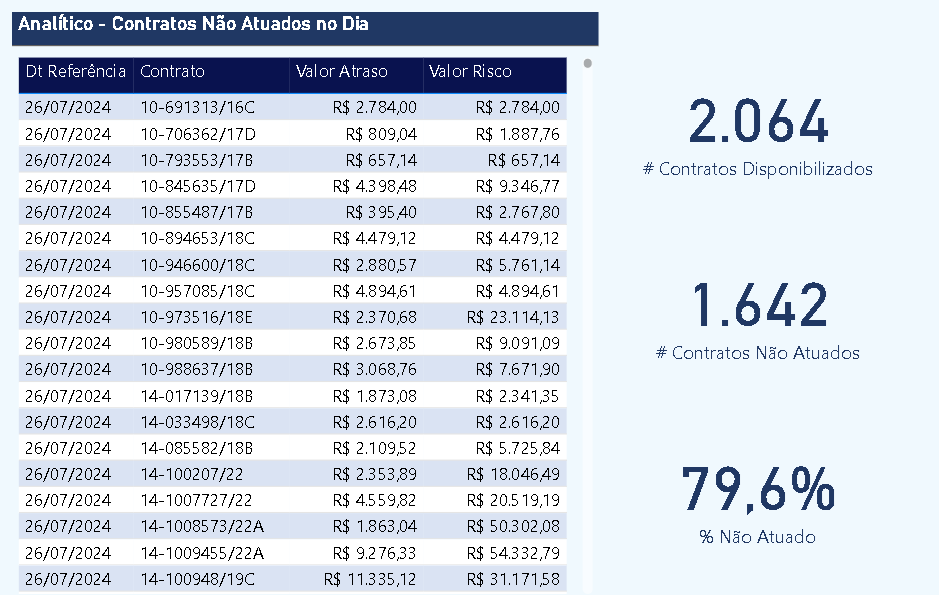 Analítico - Contratos Não Atuados no Dia
Dt Referência Contrato Valor Atraso Valor Risco
26/07/2024 10-691313/16C R$ 2.784,00 R$ 2.784,00
26/07/2024 10-706362/17D R$ 809,04 R$ 1.887,76
26/07/2024 10-793553/17B R$ 657,14 R$ 657,14
26/07/2024 10-845635/17D R$ 4.398,48 R$ 9.346,77
26/07/2024 10-855487/17B R$ 395,40 R$ 2.767,80
26/07/2024 10-894653/18C R$ 4.479,12 R$ 4.479,12
26/07/2024 10-946600/18C R$ 2.880,57 R$ 5.761,14
26/07/2024 10-957085/18C R$ 4.894,61 R$ 4.894,61
26/07/2024 10-973516/18E R$ 2.370,68 R$ 23.114,13
26/07/2024 10-980589/18B R$ 2.673,85 R$ 9.091,09
26/07/2024 10-988637/18B R$ 3.068,76 R$ 7.671,90
26/07/2024 14-017139/18B R$ 1.873,08 R$ 2.341,35
26/07/2024 14-033498/18C R$ 2.616,20 R$ 2.616,20
26/07/2024 14-085582/18B R$ 2.109,52 R$ 5.725,84
26/07/2024 14-100207/22 R$ 2.353,89 R$ 18.046,49
26/07/2024 14-1007727/22 R$ 4.559,82 R$ 20.519,19
26/07/2024 14-1008573/22A R$ 1.863,04 R$ 50.302,08
26/07/2024 14-1009455/22A R$ 9.276,33 R$ 54.332,79
26/07/2024 14-100948/19C R$ 11.335,12 R$ 31.171,58
2.064
# Contratos Disponibilizados
1.642
# Contratos Não Atuados
79,6%
% Não Atuado